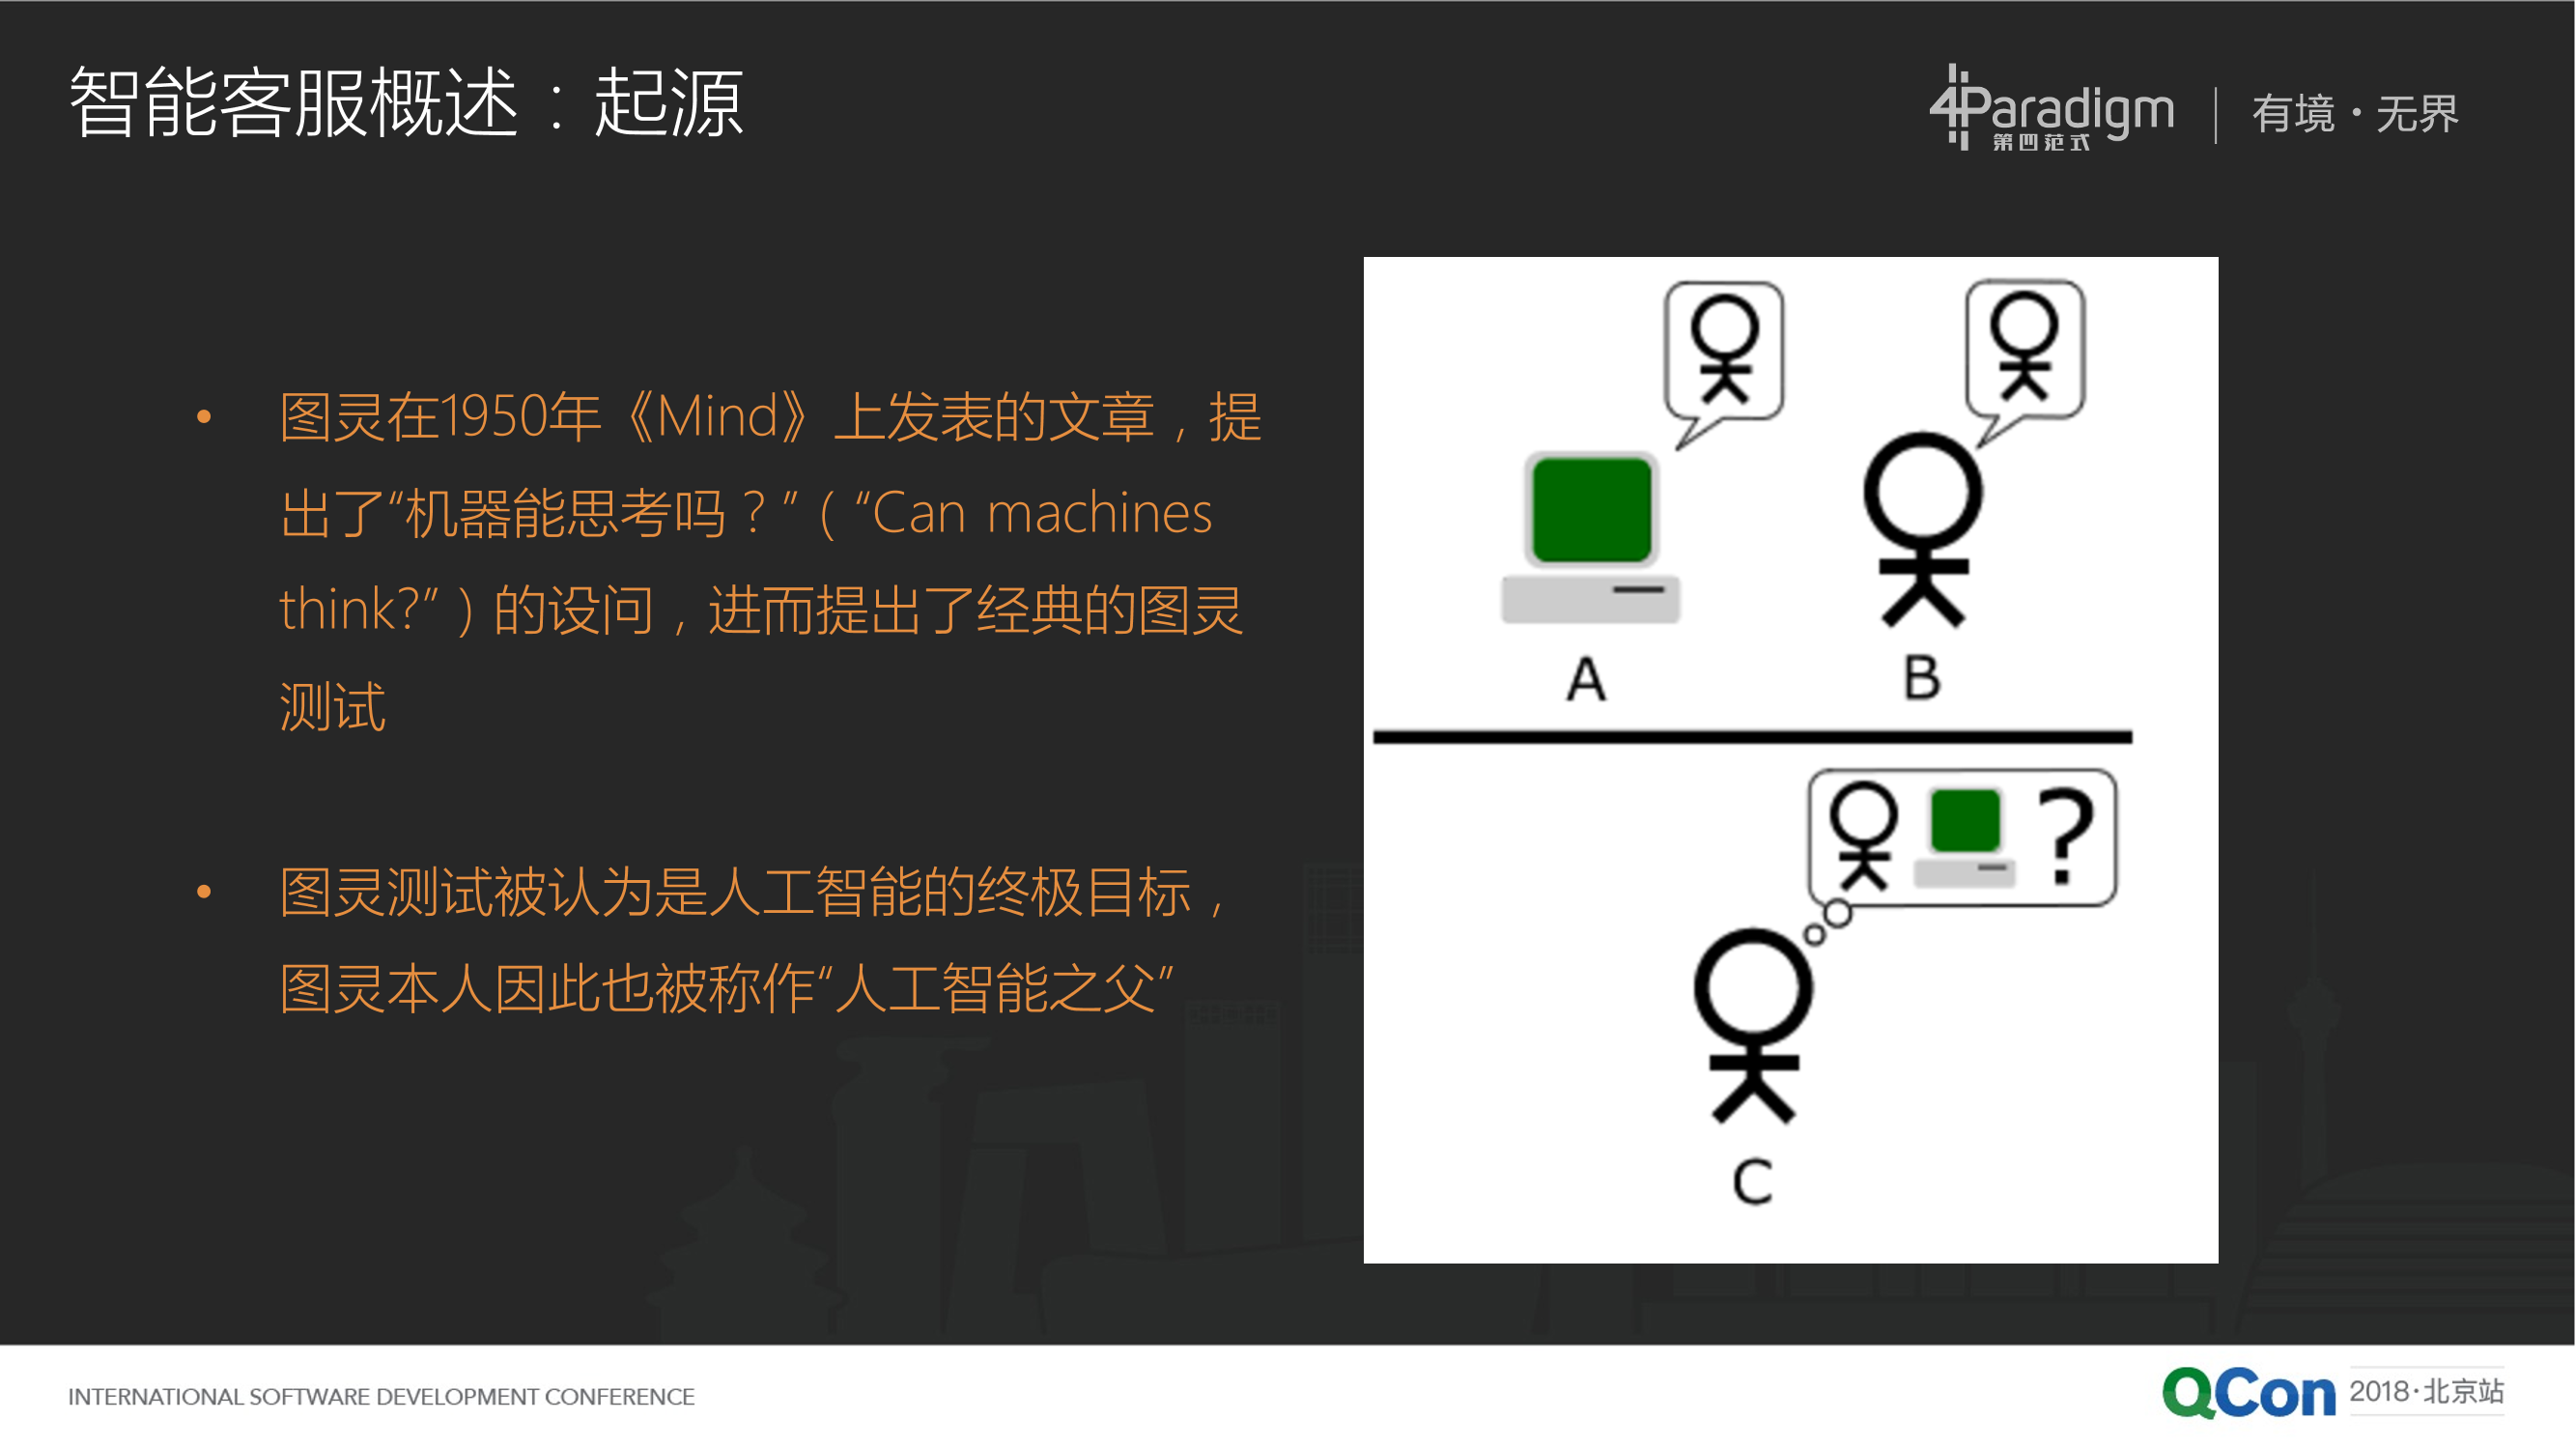 智能客服概述：起源
4Paradigm
第四范式
有境·无界
• 图灵在1950年《Mind》上发表的文章，提
出了“机器能思考吗？”（“Can machines
think?”）的设问，进而提出了经典的图灵
测试
• 图灵测试被认为是人工智能的终极目标，
图灵本人因此也被称作“人工智能之父”
A
B
?
C
INTERNATIONAL SOFTWARE DEVELOPMENT CONFERENCE
QCon
2018·北京站